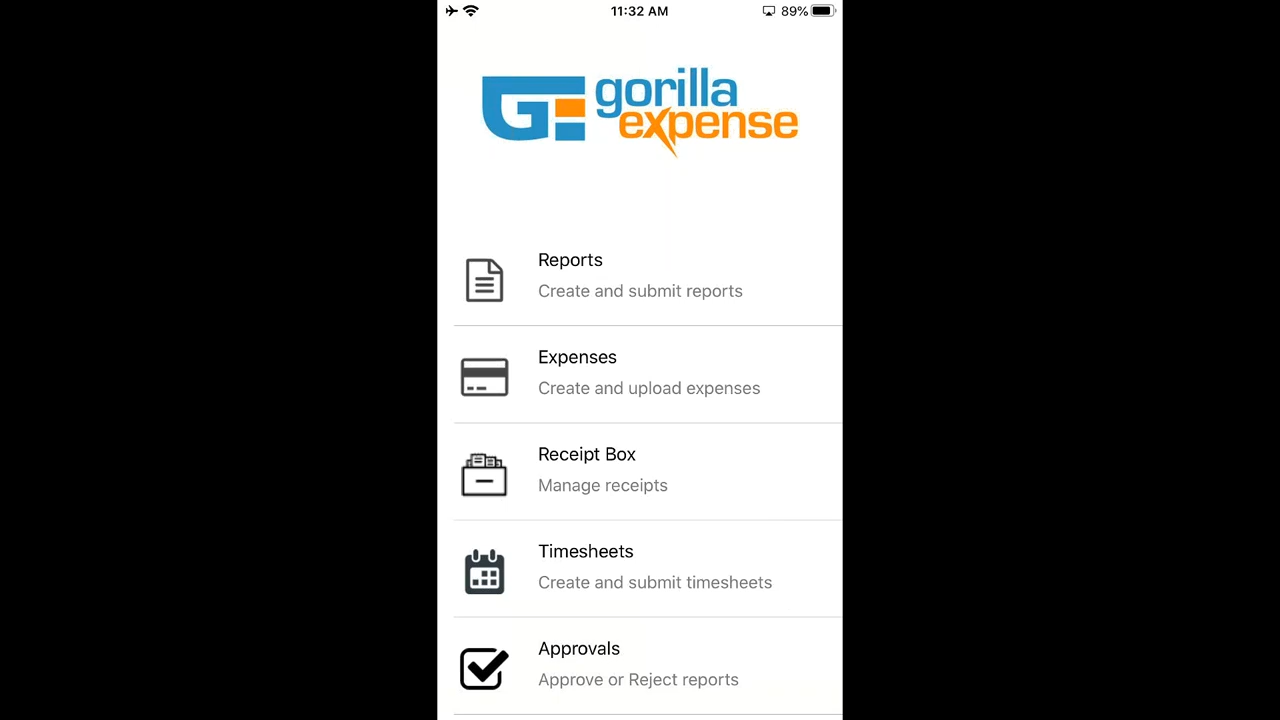 11:32 AM
89%
GE gorilla
expense
Reports
Create and submit reports
Expenses
Create and upload expenses
Receipt Box
Manage receipts
Timesheets
Create and submit timesheets
Approvals
Approve or Reject reports